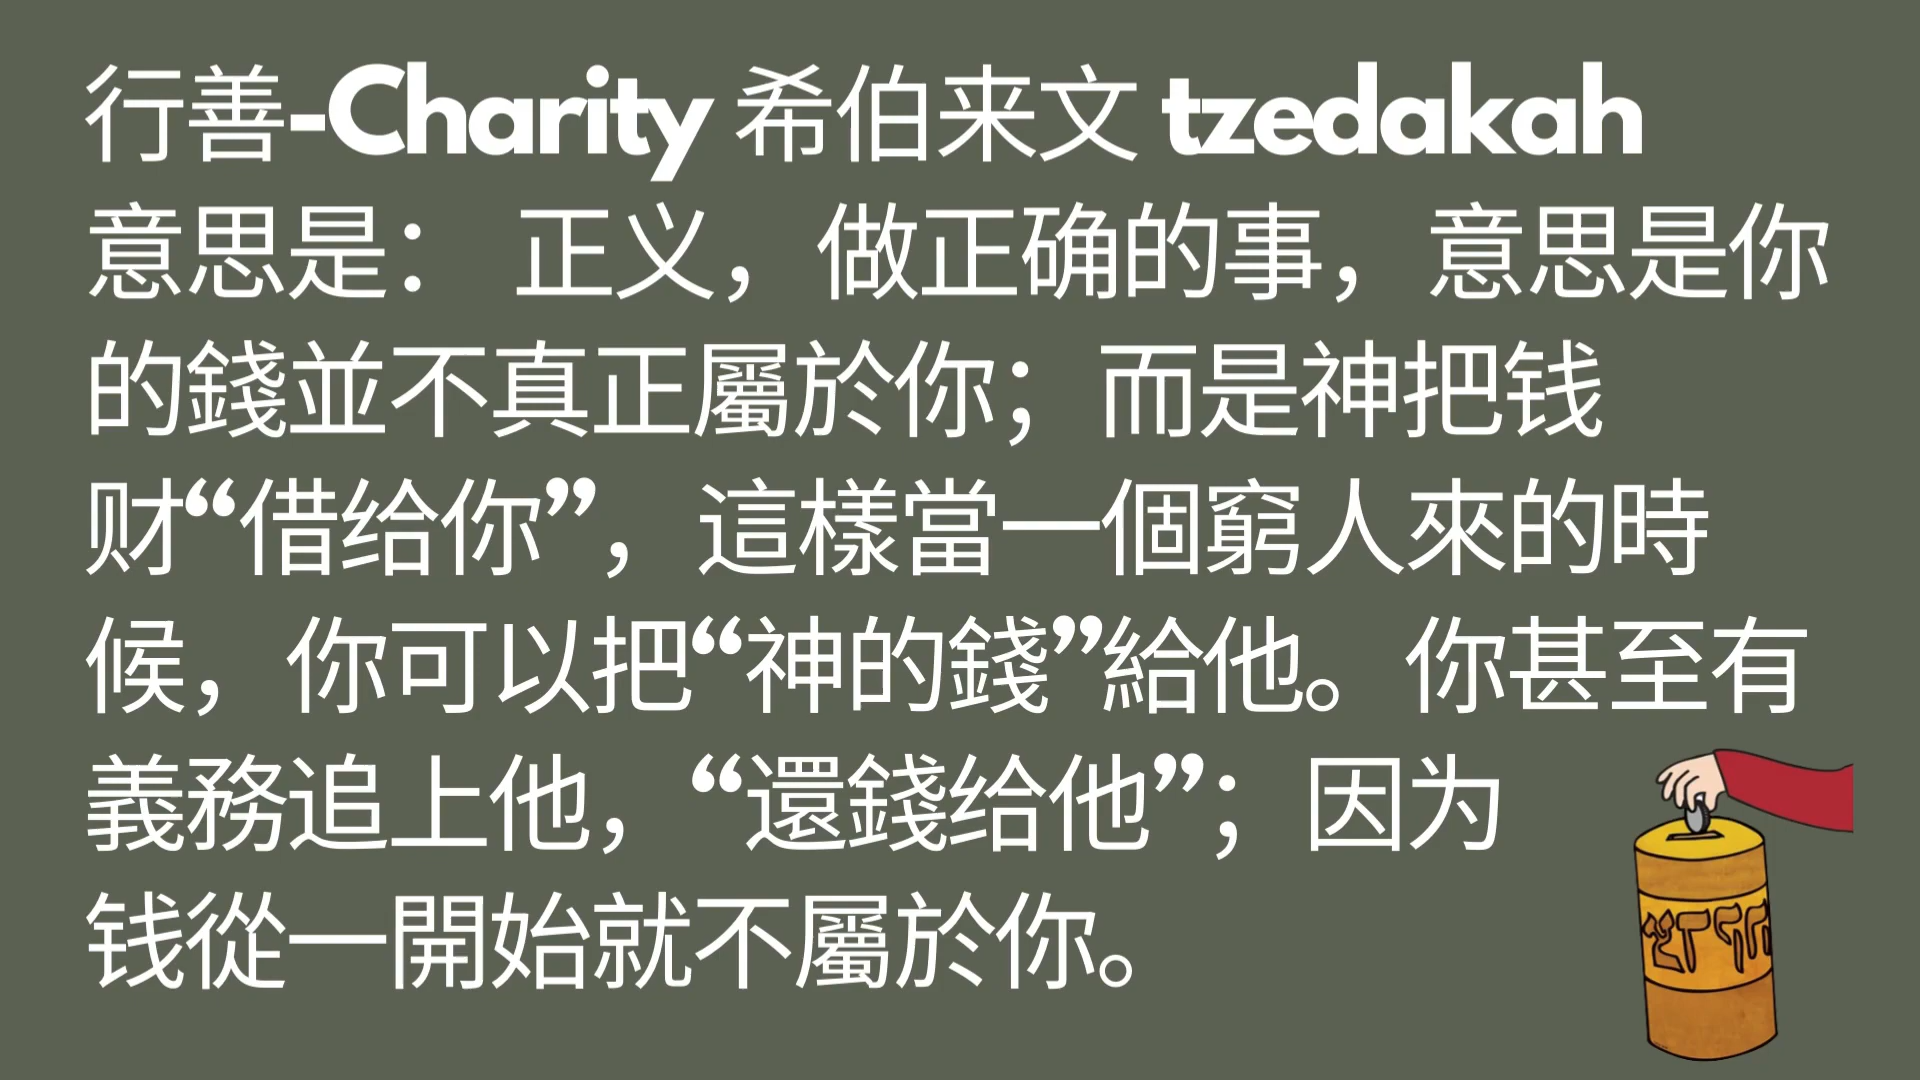 行善-Charity 希伯来文 tzedakah
意思是： 正义，做正确的事，意思是你
的錢並不真正屬於你；而是神把钱
财“借给你”，這樣當一個窮人來的時
候，你可以把“神的錢”給他。你甚至有
義務追上他，“還錢给他”；因为
钱從一開始就不屬於你。
צדקה